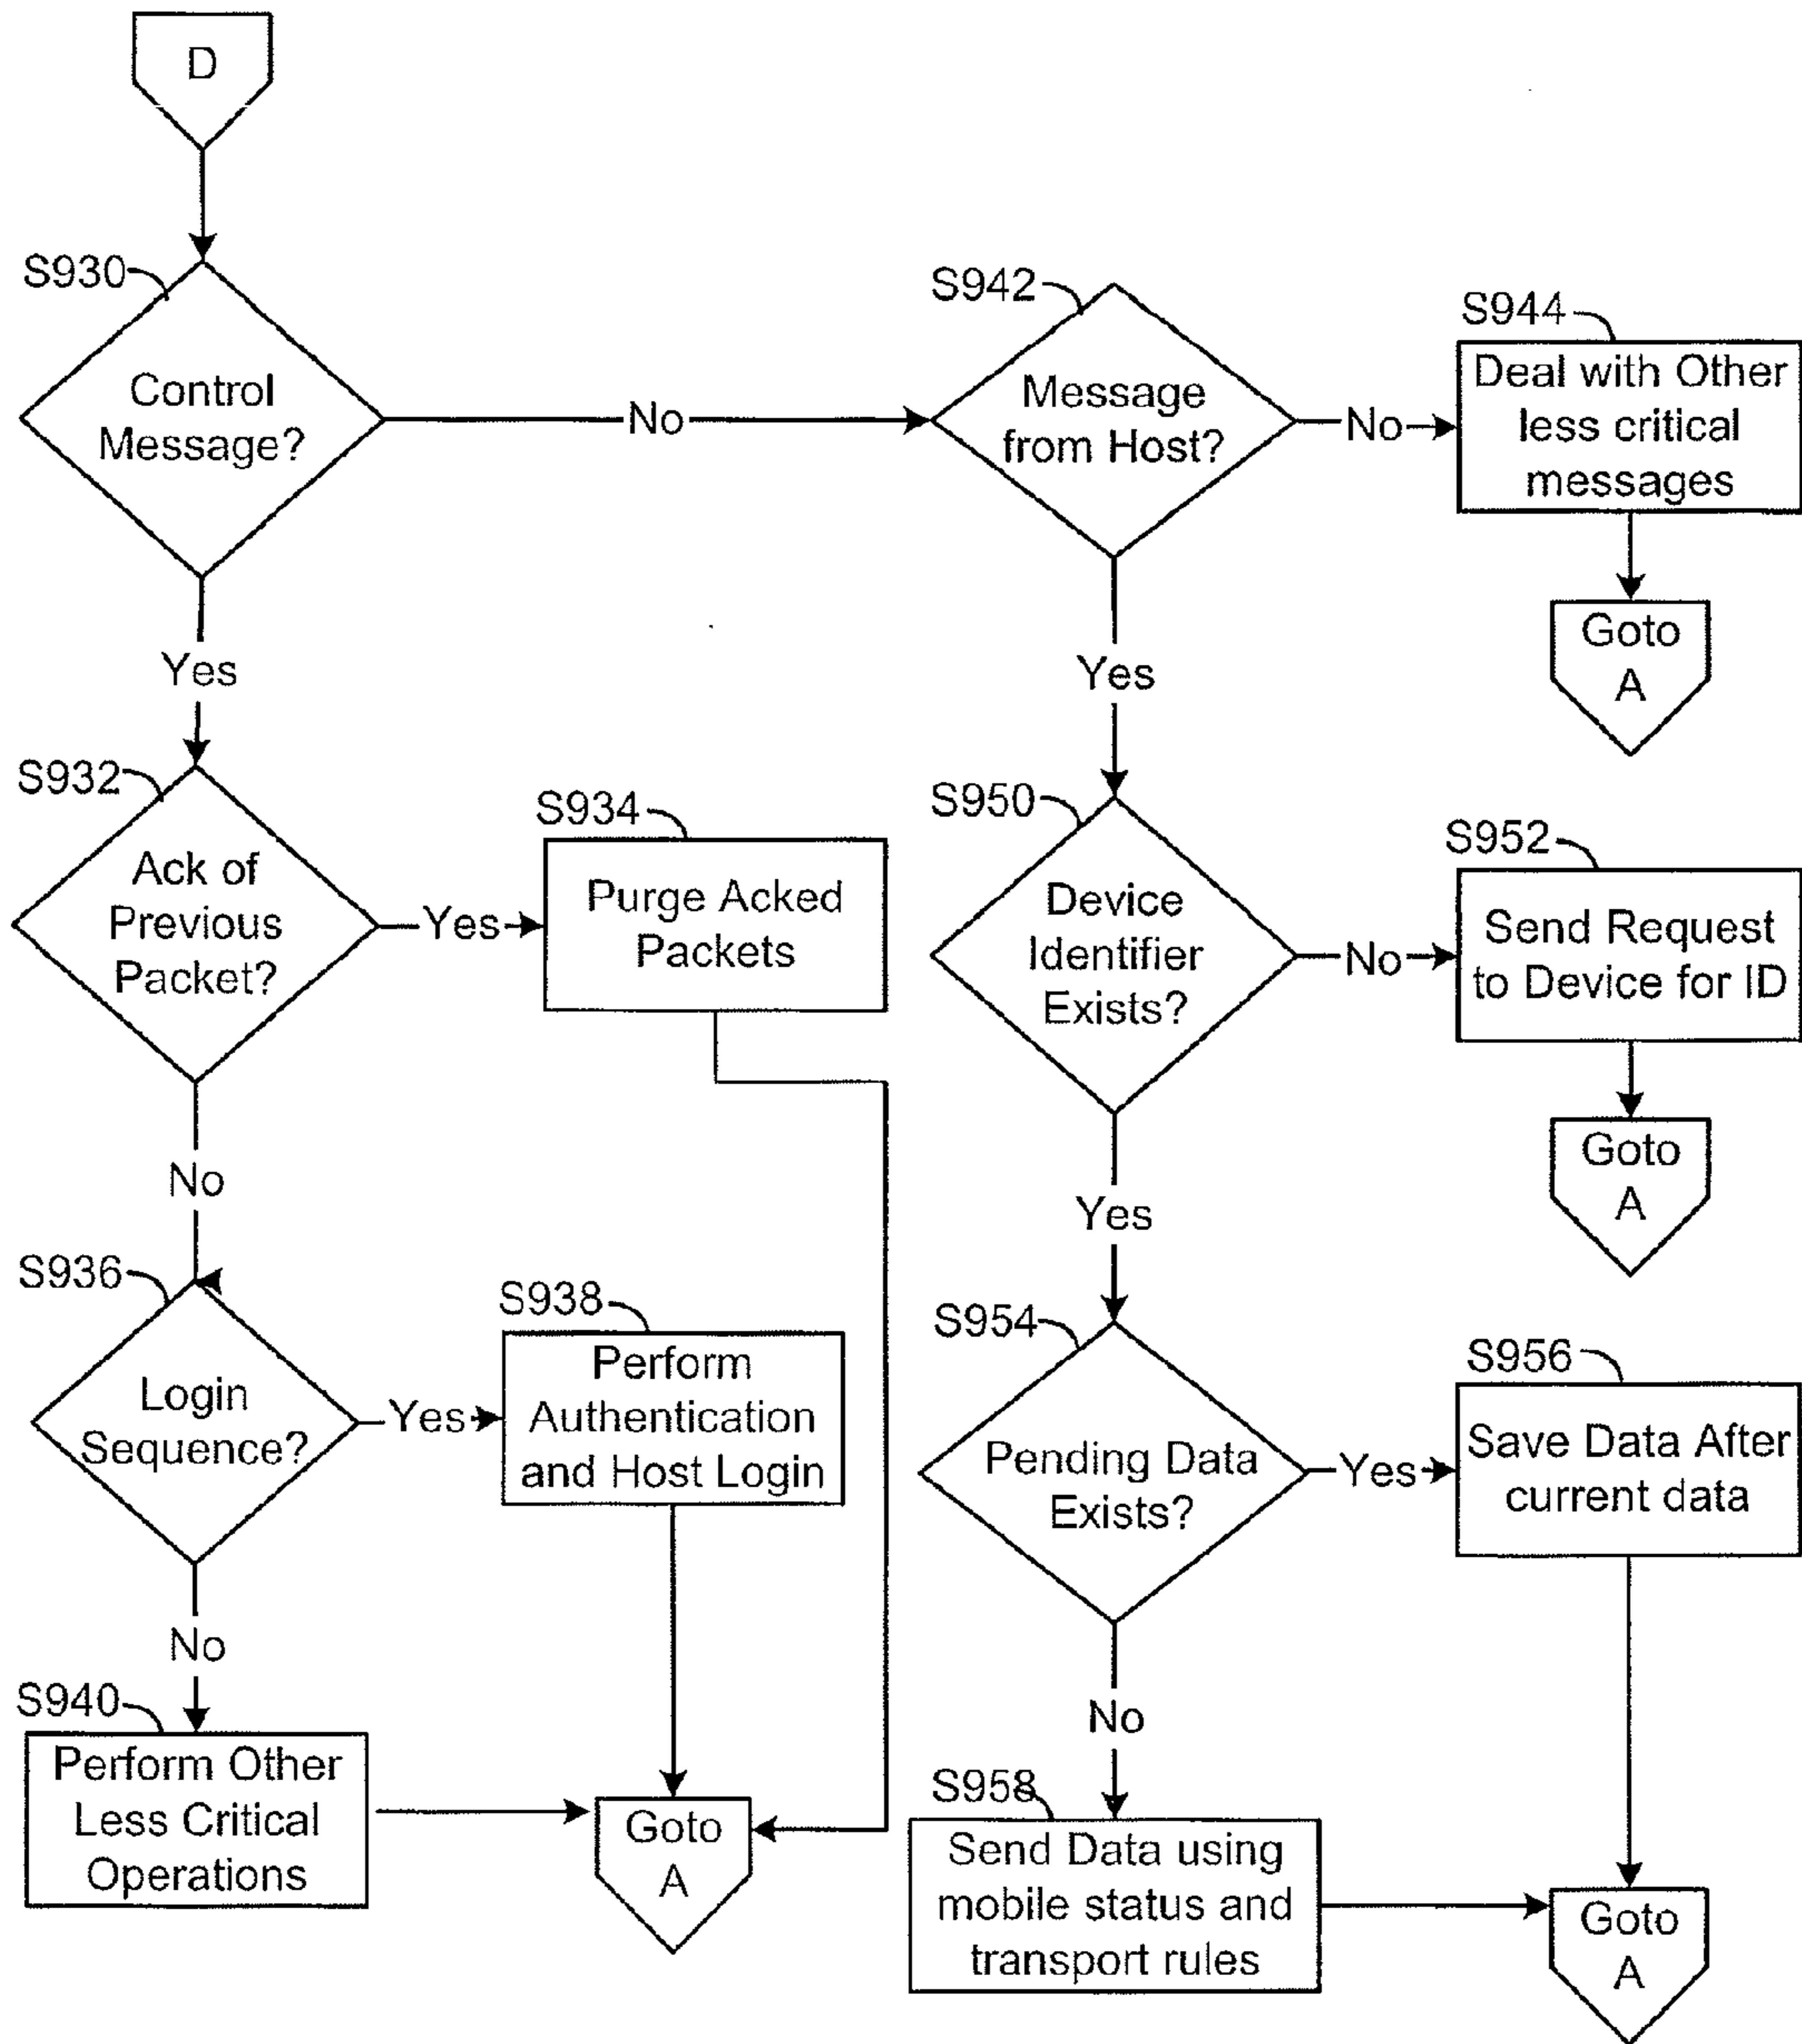 D
S930
Control
Message?
No
S942
Message
from Host?
No
S944
Deal with Other
less critical
messages
Goto
A
Yes
Yes
S932
Ack of
Previous
Packet?
Yes
S934
Purge Acked
Packets
S950
Device
Identifier
Exists?
No
S952
Send Request
to Device for ID
Goto
A
No
Yes
S936
Login
Sequence?
Yes
S938
Perform
Authentication
and Host Login
S954
Pending Data
Exists?
Yes
S956
Save Data After
current data
No
No
S940
Perform Other
Less Critical
Operations
Goto
A
S958
Send Data using
mobile status and
transport rules
Goto
A